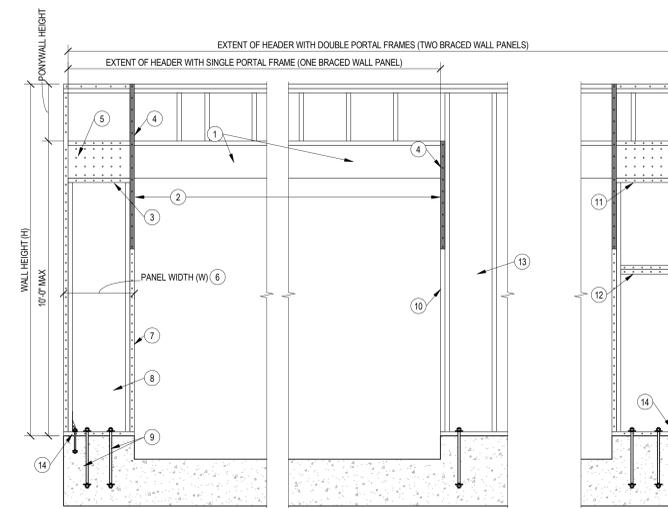 EXTENT OF HEADER WITH DOUBLE PORTAL FRAMES (TWO BRACED WALL PANELS)
EXTENT OF HEADER WITH SINGLE PORTAL FRAME (ONE BRACED WALL PANEL)
PONYWALL HEIGHT
4
5
1
4
2
3
11
WALL HEIGHT (H)
10'-0" MAX
PANEL WIDTH (W) 6
13
12
10
7
8
9
14
14